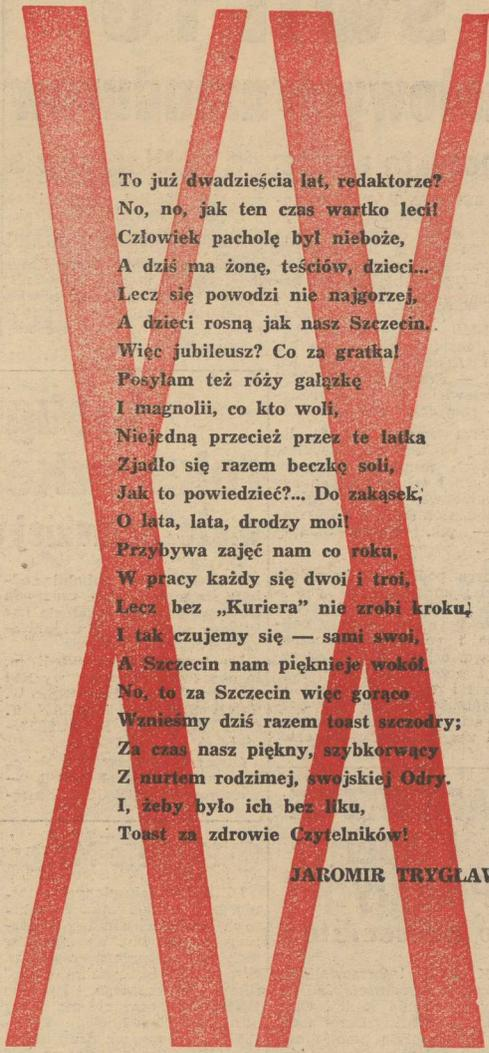 XX
To już dwadzieścia lat, redaktorze?
No, no, jak ten czas wartko leci!
Człowiek pacholę był nieboże,
A dziś ma żonę, teściów, dzieci...
Lecz się powodzi nie najgorzej,
A dzieci rosną jak nasz Szczecin.
Więc jubileusz? Co za gratka!
Posyłam też róży gałązkę
I magnolii, co kto woli,
Niejedną przecież przez te latka
Zjadło się razem beczkę soli,
Jak to powiedzieć?... Do zakąsek,
O lata, lata, drodzy moi!
Przybywa zajęć nam co roku,
W pracy każdy się dwoi i troi,
Lecz bez „Kuriera” nie zrobi kroku,
I tak czujemy się — sami swoi,
A Szczecin nam pięknieje wokół.
No, to za Szczecin więc gorąco
Wznieśmy dziś razem toast szczodry;
Za czas nasz piękny, szybkorwący
Z nurtem rodzimej, swojskiej Odry.
I, żeby było ich bez liku,
Toast za zdrowie Czytelników!
JAROMIR TRYGŁAW